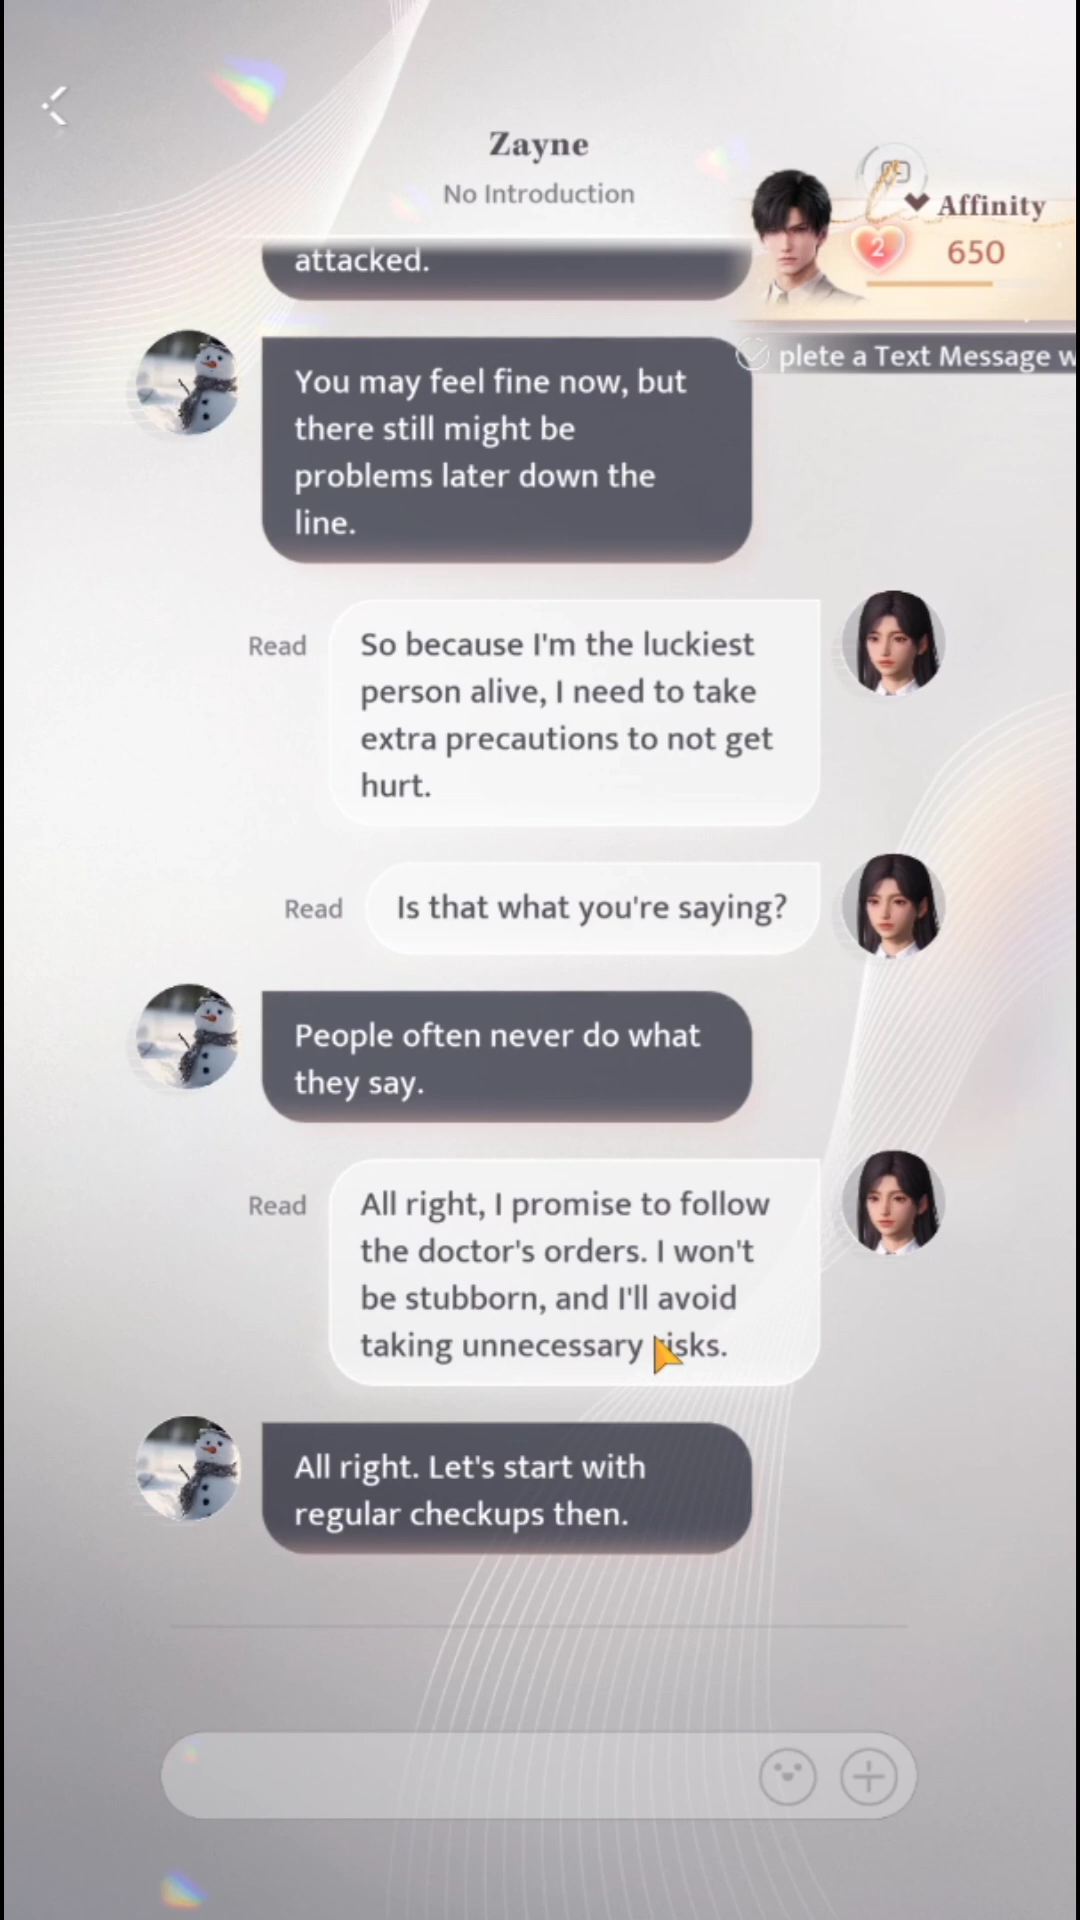 Zayne
No Introduction
Affinity
2
650
plete a Text Message w
attacked.
You may feel fine now, but
there still might be
problems later down the
line.
Read
So because I'm the luckiest
person alive, I need to take
extra precautions to not get
hurt.
Read
Is that what you're saying?
People often never do what
they say.
Read
All right, I promise to follow
the doctor's orders. I won't
be stubborn, and I'll avoid
taking unnecessary risks.
All right. Let's start with
regular checkups then.